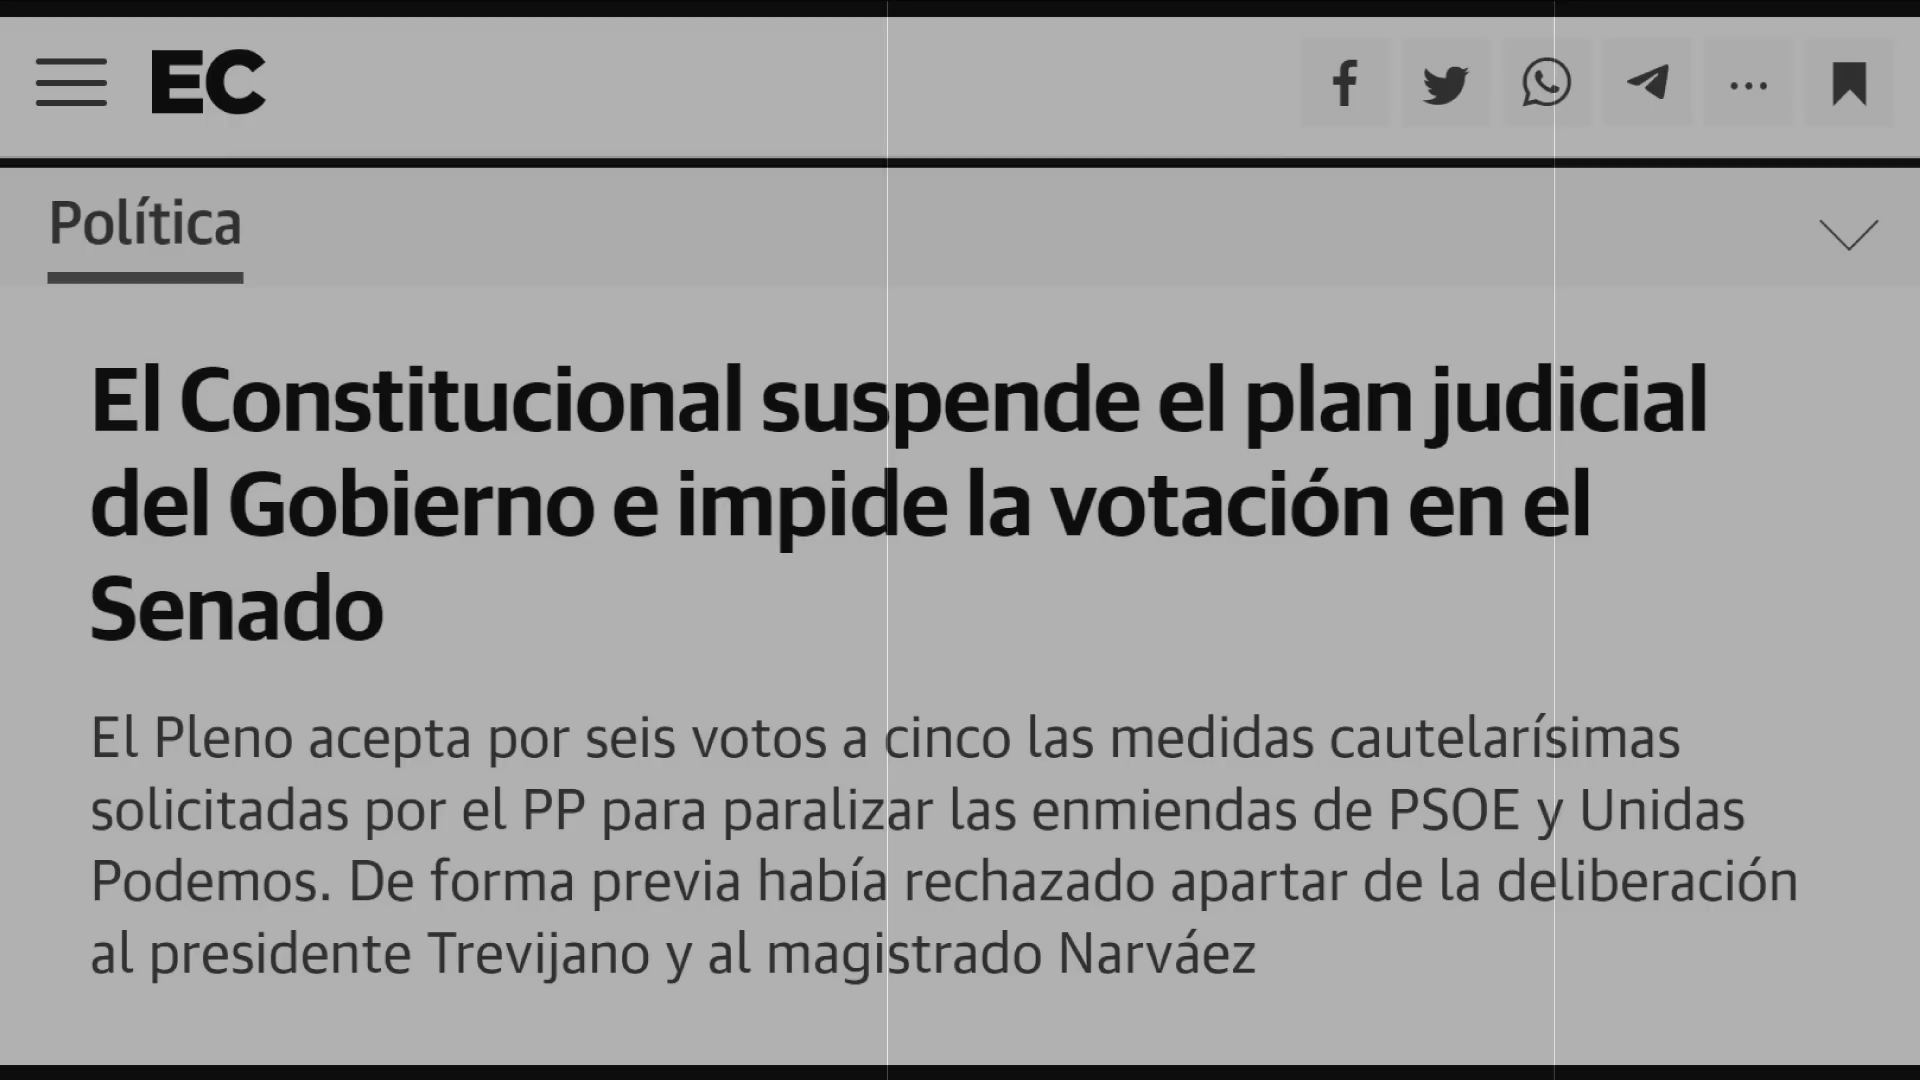 EC
Política
El Constitucional suspende el plan judicial
del Gobierno e impide la votación en el
Senado
El Pleno acepta por seis votos a cinco las medidas cautelarísimas
solicitadas por el PP para paralizar las enmiendas de PSOE y Unidas
Podemos. De forma previa había rechazado apartar de la deliberación
al presidente Trevijano y al magistrado Narváez